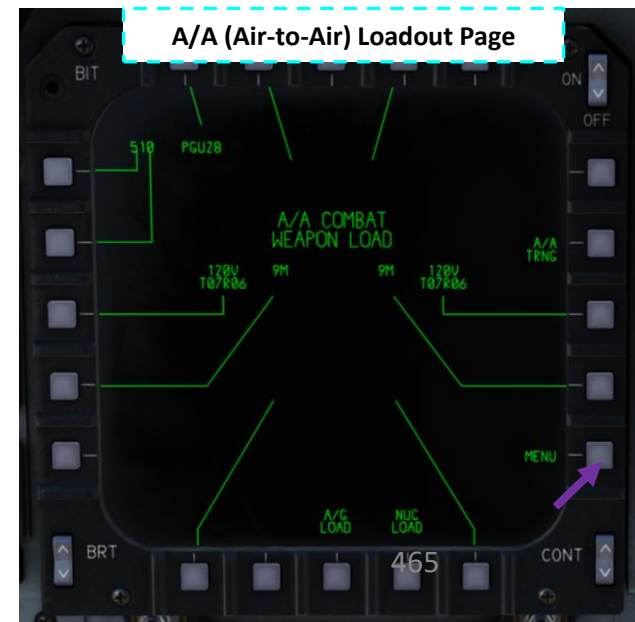 A/A (Air-to-Air) Loadout Page
BIT
ON
OFF
510 PGU28
A/A COMBAT
WEAPON LOAD
A/A
TRNG
120V 9M 9M 120V
T07R06 T07R06
MENU
A/G NUC
LOAD LOAD
BRT
465
CONT